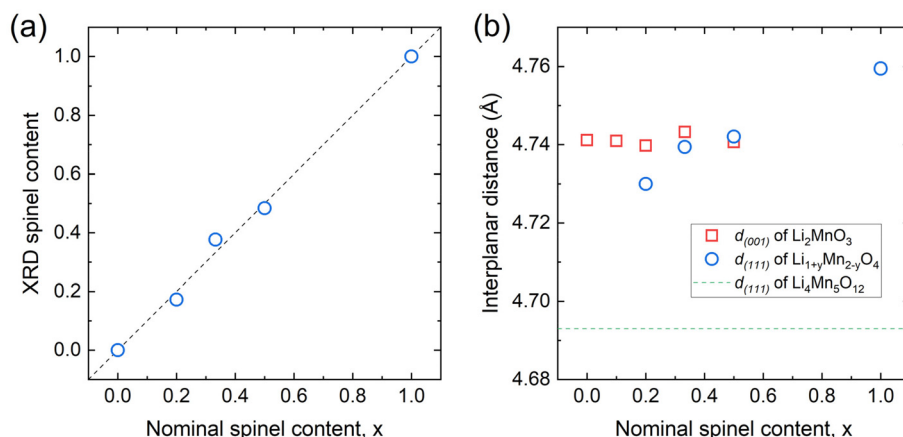 (a)
1.0
0.8
0.6
0.4
0.2
0.0
XRD spinel content
0.0 0.2 0.4 0.6 0.8 1.0
Nominal spinel content, x
(b)
4.76
4.74
4.72
4.70
4.68
Interplanar distance (Å)
d(001) of Li2MnO3
d(111) of Li1+yMn2-yO4
d(111) of Li4Mn5O12
0.0 0.2 0.4 0.6 0.8 1.0
Nominal spinel content, x